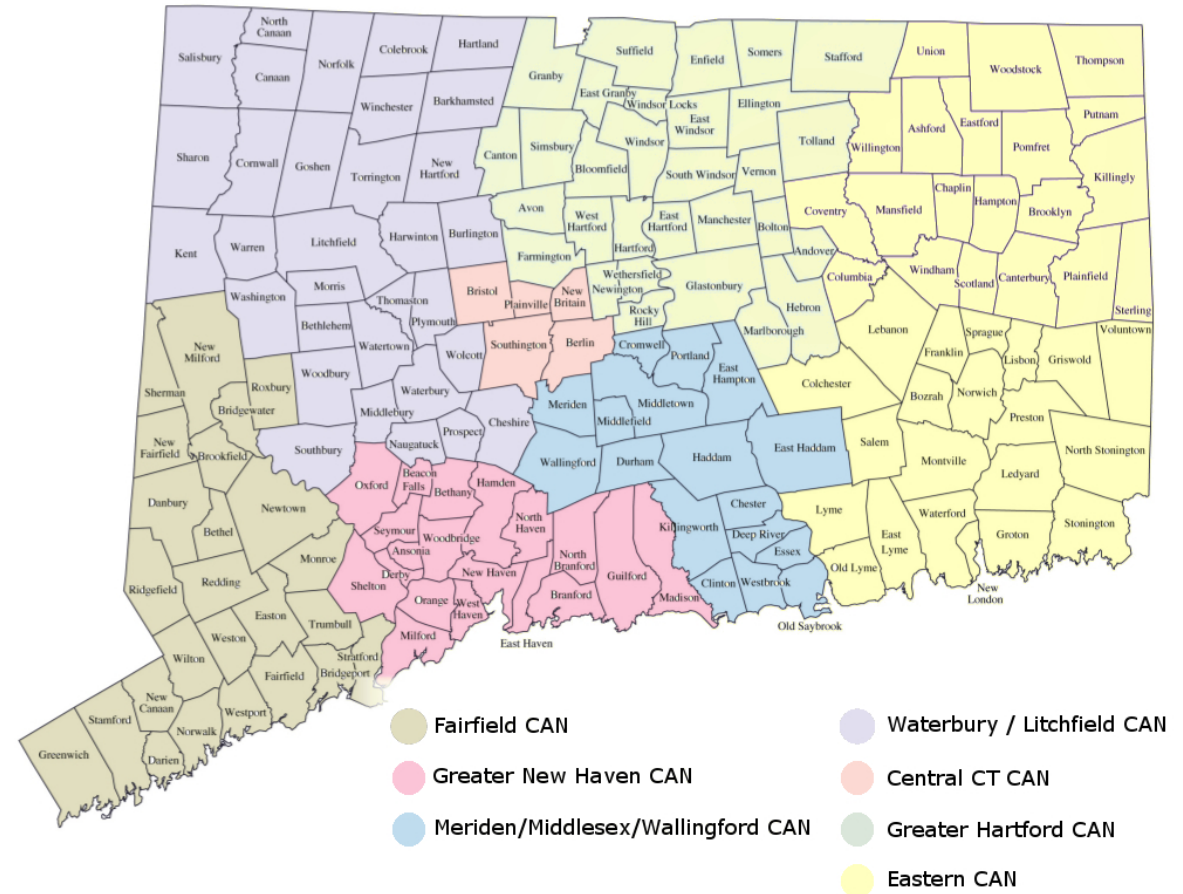 North
Canaan
Salisbury
Canaan
Norfolk
Colebrook
Hartland
Winchester
Barkhamsted
Sharon
Cornwall
Goshen
Torrington
New
Hartford
Kent
Warren
Litchfield
Harwinton
Burlington
Washington
Morris
Bethlehem
Thomaston
Plymouth
Watertown
Wolcott
Woodbury
Waterbury
Middlebury
Naugatuck
Prospect
Cheshire
Southbury
Granby
Suffield
East Granby
Windsor Locks
Enfield
Somers
Stafford
Ellington
East
Windsor
Windsor
Canton
Simsbury
Bloomfield
South Windsor
Vernon
Tolland
Avon
West
Hartford
Hartford
East
Hartford
Manchester
Bolton
Andover
Farmington
Wethersfield
Newington
Rocky
Hill
Glastonbury
Hebron
Marlborough
Bristol
Plainville
New
Britain
Southington
Berlin
Union
Woodstock
Thompson
Putnam
Willington
Ashford
Eastford
Pomfret
Killingly
Coventry
Mansfield
Chaplin
Hampton
Brooklyn
Columbia
Windham
Scotland
Canterbury
Plainfield
Sterling
Voluntown
Lebanon
Sprague
Franklin
Lisbon
Griswold
Colchester
Bozrah
Norwich
Preston
Salem
Montville
North Stonington
Ledyard
Lyme
East
Lyme
Waterford
Groton
Stonington
Old Lyme
New
London
Cromwell
Portland
East
Hampton
Meriden
Middletown
Middlefield
Wallingford
Durham
Haddam
East Haddam
Killingworth
Chester
Deep River
Essex
Clinton
Westbrook
Old Saybrook
Oxford
Beacon
Falls
Bethany
Hamden
North
Haven
Seymour
Woodbridge
Ansonia
Derby
Shelton
New Haven
North
Branford
Guilford
Branford
Madison
Orange
West
Haven
Milford
East Haven
New
Milford
Sherman
Roxbury
Bridgewater
New
Fairfield
Brookfield
Danbury
Newtown
Bethel
Monroe
Ridgefield
Redding
Easton
Trumbull
Weston
Wilton
Stratford
Bridgeport
Fairfield
New
Canaan
Westport
Stamford
Norwalk
Greenwich
Darien
Fairfield CAN
Greater New Haven CAN
Meriden/Middlesex/Wallingford CAN
Waterbury / Litchfield CAN
Central CT CAN
Greater Hartford CAN
Eastern CAN